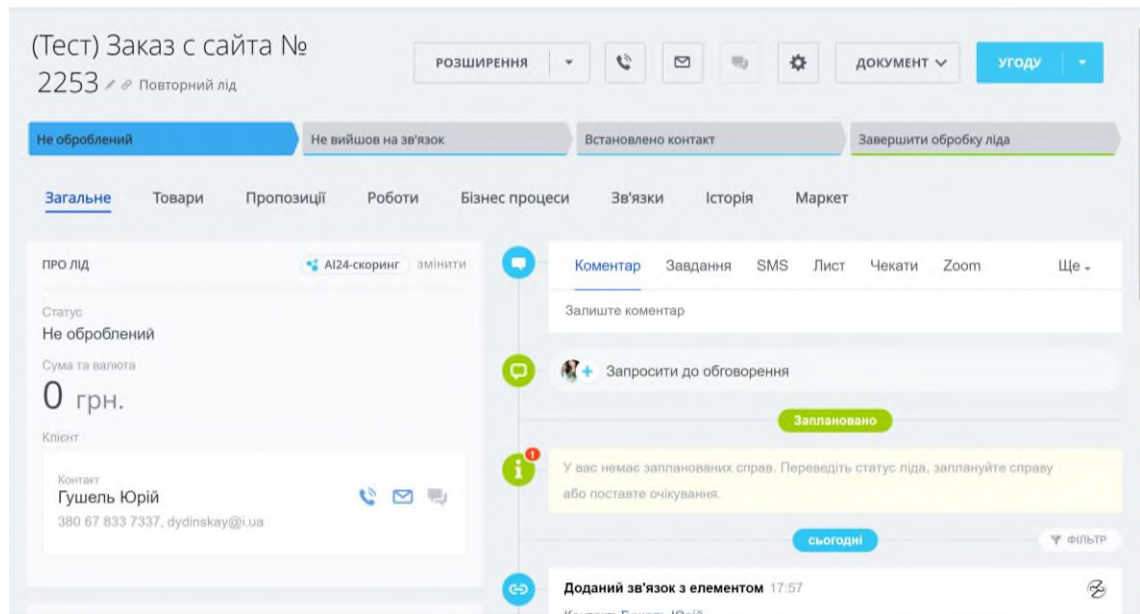 (Тест) Заказ с сайта №
2253 Повторний лід
РОЗШИРЕННЯ
ДОКУМЕНТ
УГОДУ
Не оброблений
Не вийшов на зв'язок
Встановлено контакт
Завершити обробку ліда
Загальне Товари Пропозиції Роботи Бізнес процеси Зв'язки Історія Маркет
ПРО ЛІД
AI24-скоринг змінити
Статус
Не оброблений
Сума та валюта
0 грн.
Клієнт
Контакт
Гушель Юрій
380 67 833 7337, dydinskay@i.ua
Коментар Завдання SMS Лист Чекати Zoom Ще
Залиште коментар
Запросити до обговорення
Заплановано
1
У вас немає запланованих справ. Переведіть статус ліда, заплануйте справу
або поставте очікування.
сьогодні
ФІЛЬТР
Доданий зв'язок з елементом 17:57
Контакт: Гушель Юрій